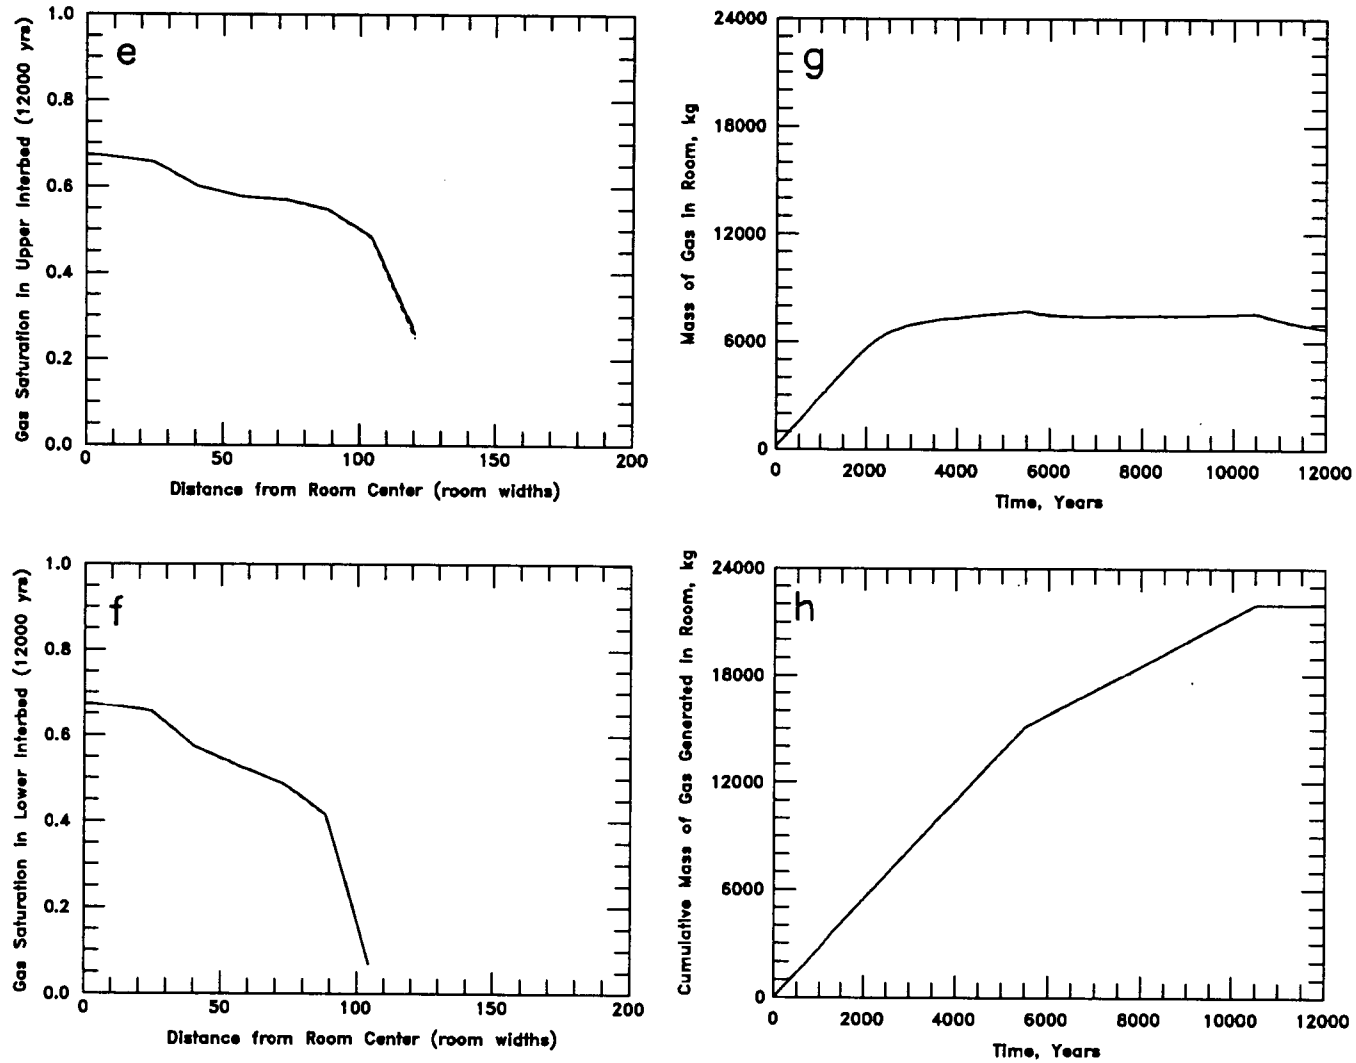 e
Gas Saturation in Upper Interbed (12000 yrs)
1.0
0.8
0.6
0.4
0.2
0.0
0 50 100 150 200
Distance from Room Center (room widths)
g
Mass of Gas in Room, kg
24000
18000
12000
6000
0
0 2000 4000 6000 8000 10000 12000
Time, Years
f
Gas Saturation in Lower Interbed (12000 yrs)
1.0
0.8
0.6
0.4
0.2
0.0
0 50 100 150 200
Distance from Room Center (room widths)
h
Cumulative Mass of Gas Generated in Room, kg
24000
18000
12000
6000
0
0 2000 4000 6000 8000 10000 12000
Time, Years